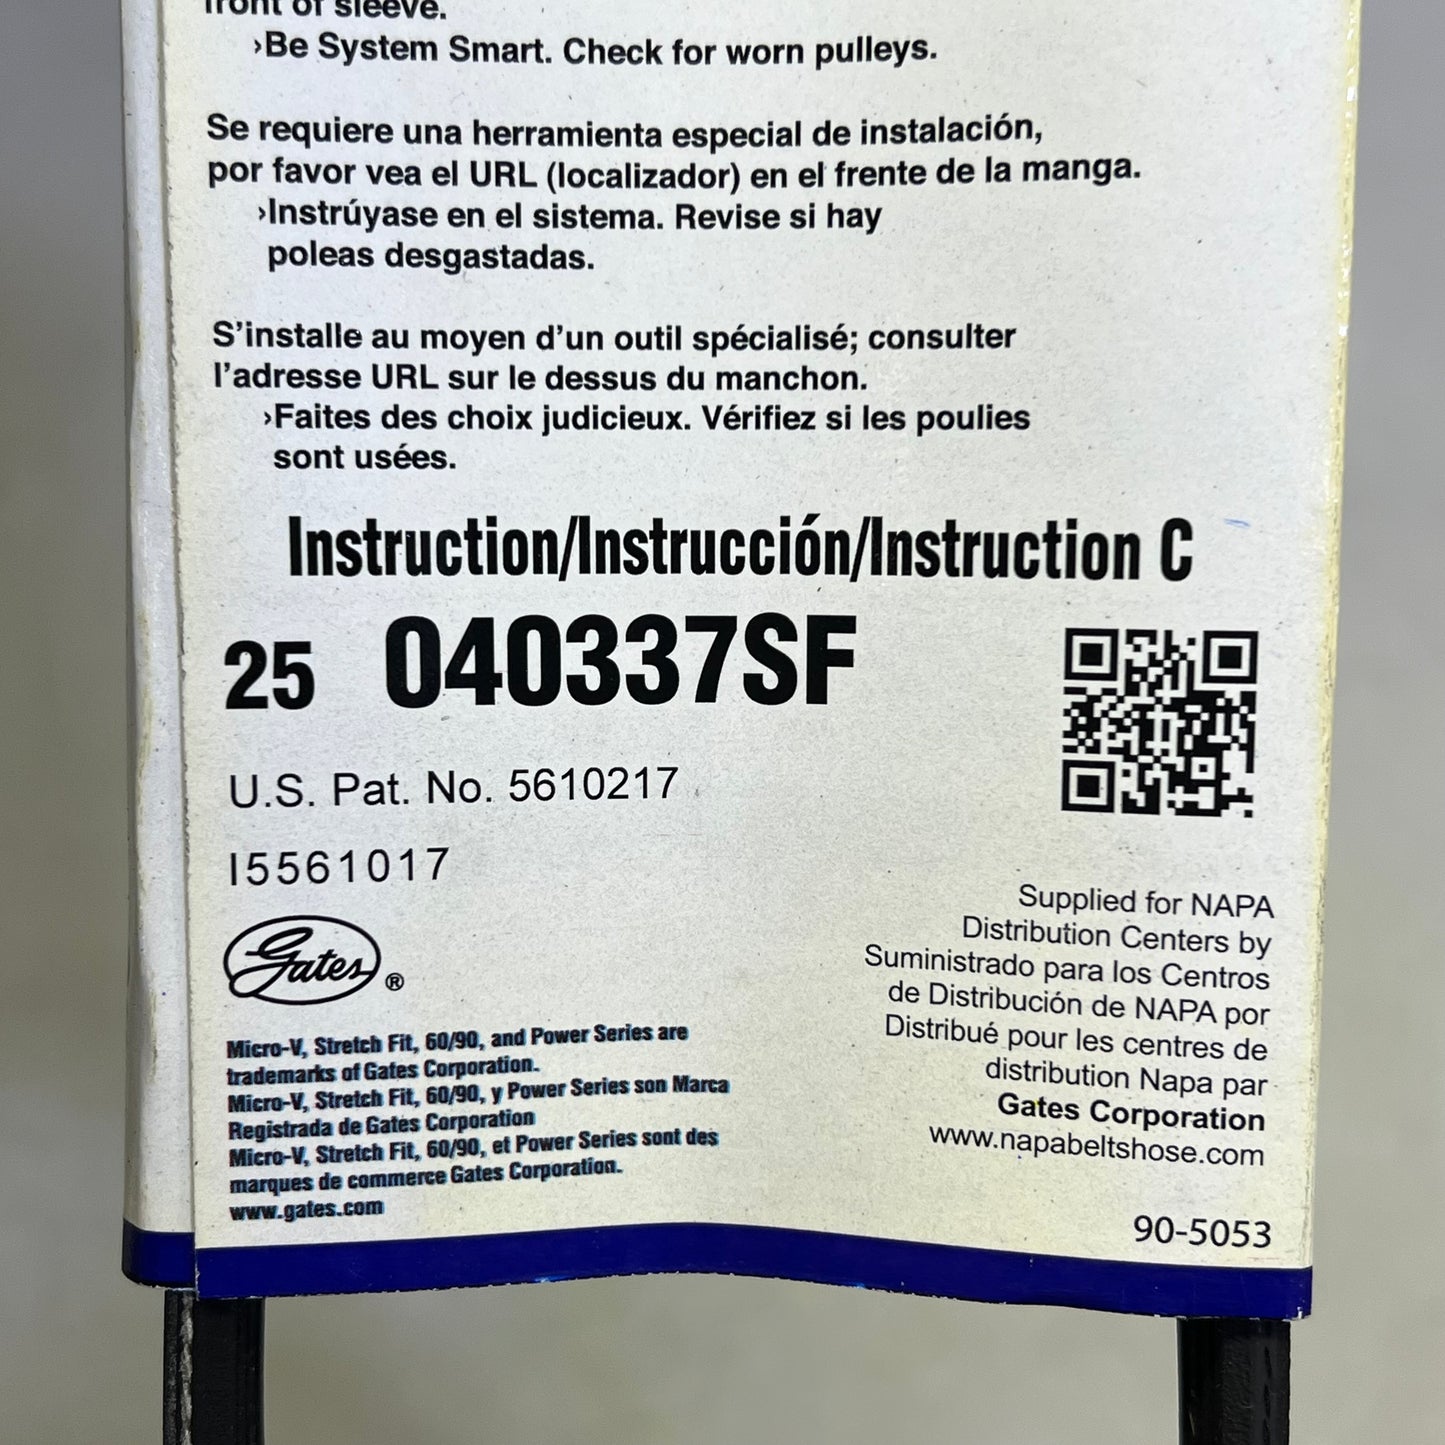 front of sleeve.
›Be System Smart. Check for worn pulleys.
Se requiere una herramienta especial de instalación,
por favor vea el URL (localizador) en el frente de la manga.
›Instrúyase en el sistema. Revise si hay
poleas desgastadas.
S’installe au moyen d’un outil spécialisé; consulter
l’adresse URL sur le dessus du manchon.
›Faites des choix judicieux. Vérifiez si les poulies
sont usées.
Instruction/Instrucción/Instruction C
25 040337SF
U.S. Pat. No. 5610217
I5561017
Gates®
Micro-V, Stretch Fit, 60/90, and Power Series are
trademarks of Gates Corporation.
Micro-V, Stretch Fit, 60/90, y Power Series son Marca
Registrada de Gates Corporation
Micro-V, Stretch Fit, 60/90, et Power Series sont des
marques de commerce Gates Corporation.
www.gates.com
Supplied for NAPA
Distribution Centers by
Suministrado para los Centros
de Distribución de NAPA por
Distribué pour les centres de
distribution Napa par
Gates Corporation
www.napabeltshose.com
90-5053